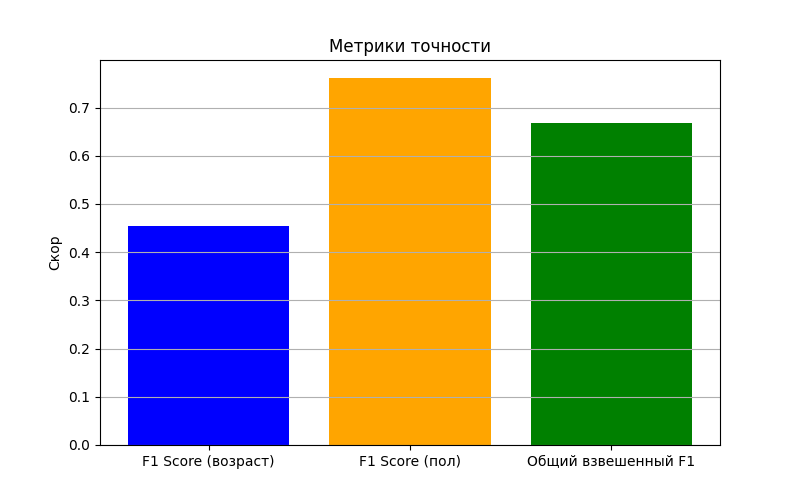 Метрики точности
Скор
0.7
0.6
0.5
0.4
0.3
0.2
0.1
0.0
F1 Score (возраст)
F1 Score (пол)
Общий взвешенный F1